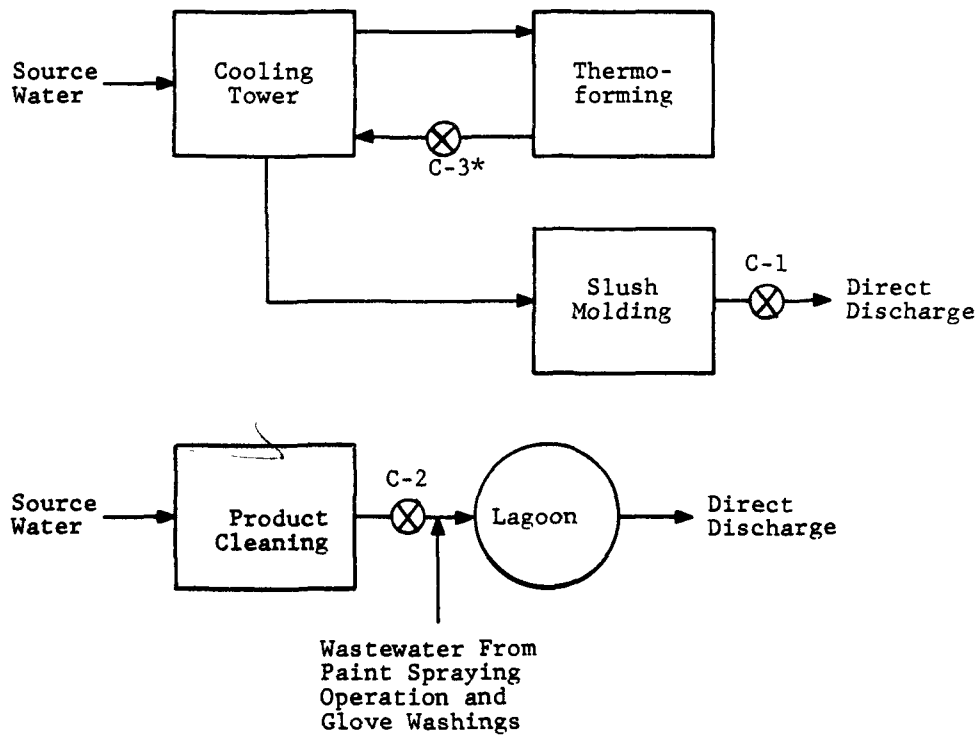 Source
Water
Cooling
Tower
Thermo-
forming
C-3*
Slush
Molding
C-1
Direct
Discharge
Source
Water
Product
Cleaning
C-2
Lagoon
Direct
Discharge
Wastewater From
Paint Spraying
Operation and
Glove Washings